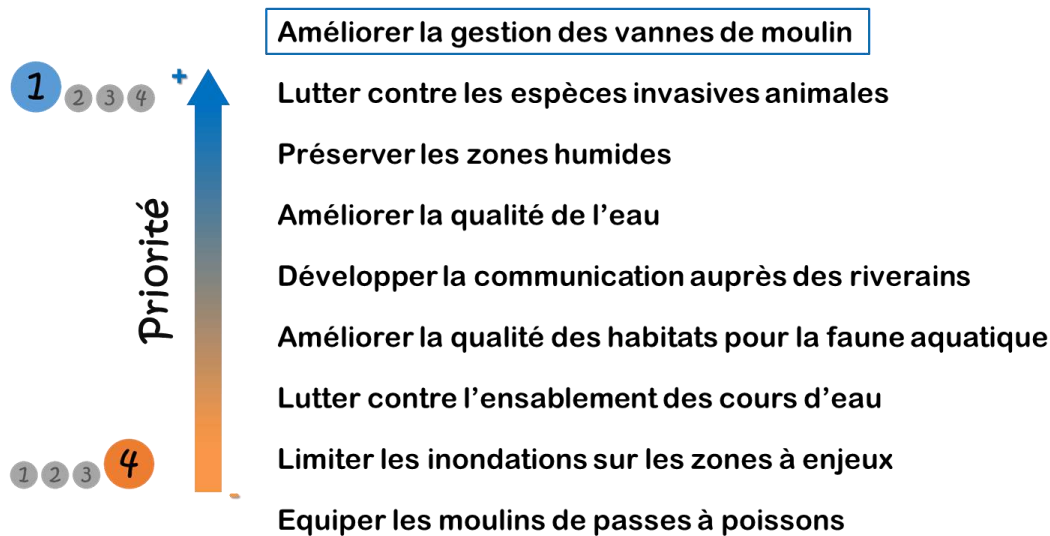 Améliorer la gestion des vannes de moulin
1 2 3 4 +
Lutter contre les espèces invasives animales
Préserver les zones humides
Améliorer la qualité de l’eau
Priorité
Développer la communication auprès des riverains
Améliorer la qualité des habitats pour la faune aquatique
Lutter contre l’ensablement des cours d’eau
Limiter les inondations sur les zones à enjeux
1 2 3 4 -
Equiper les moulins de passes à poissons